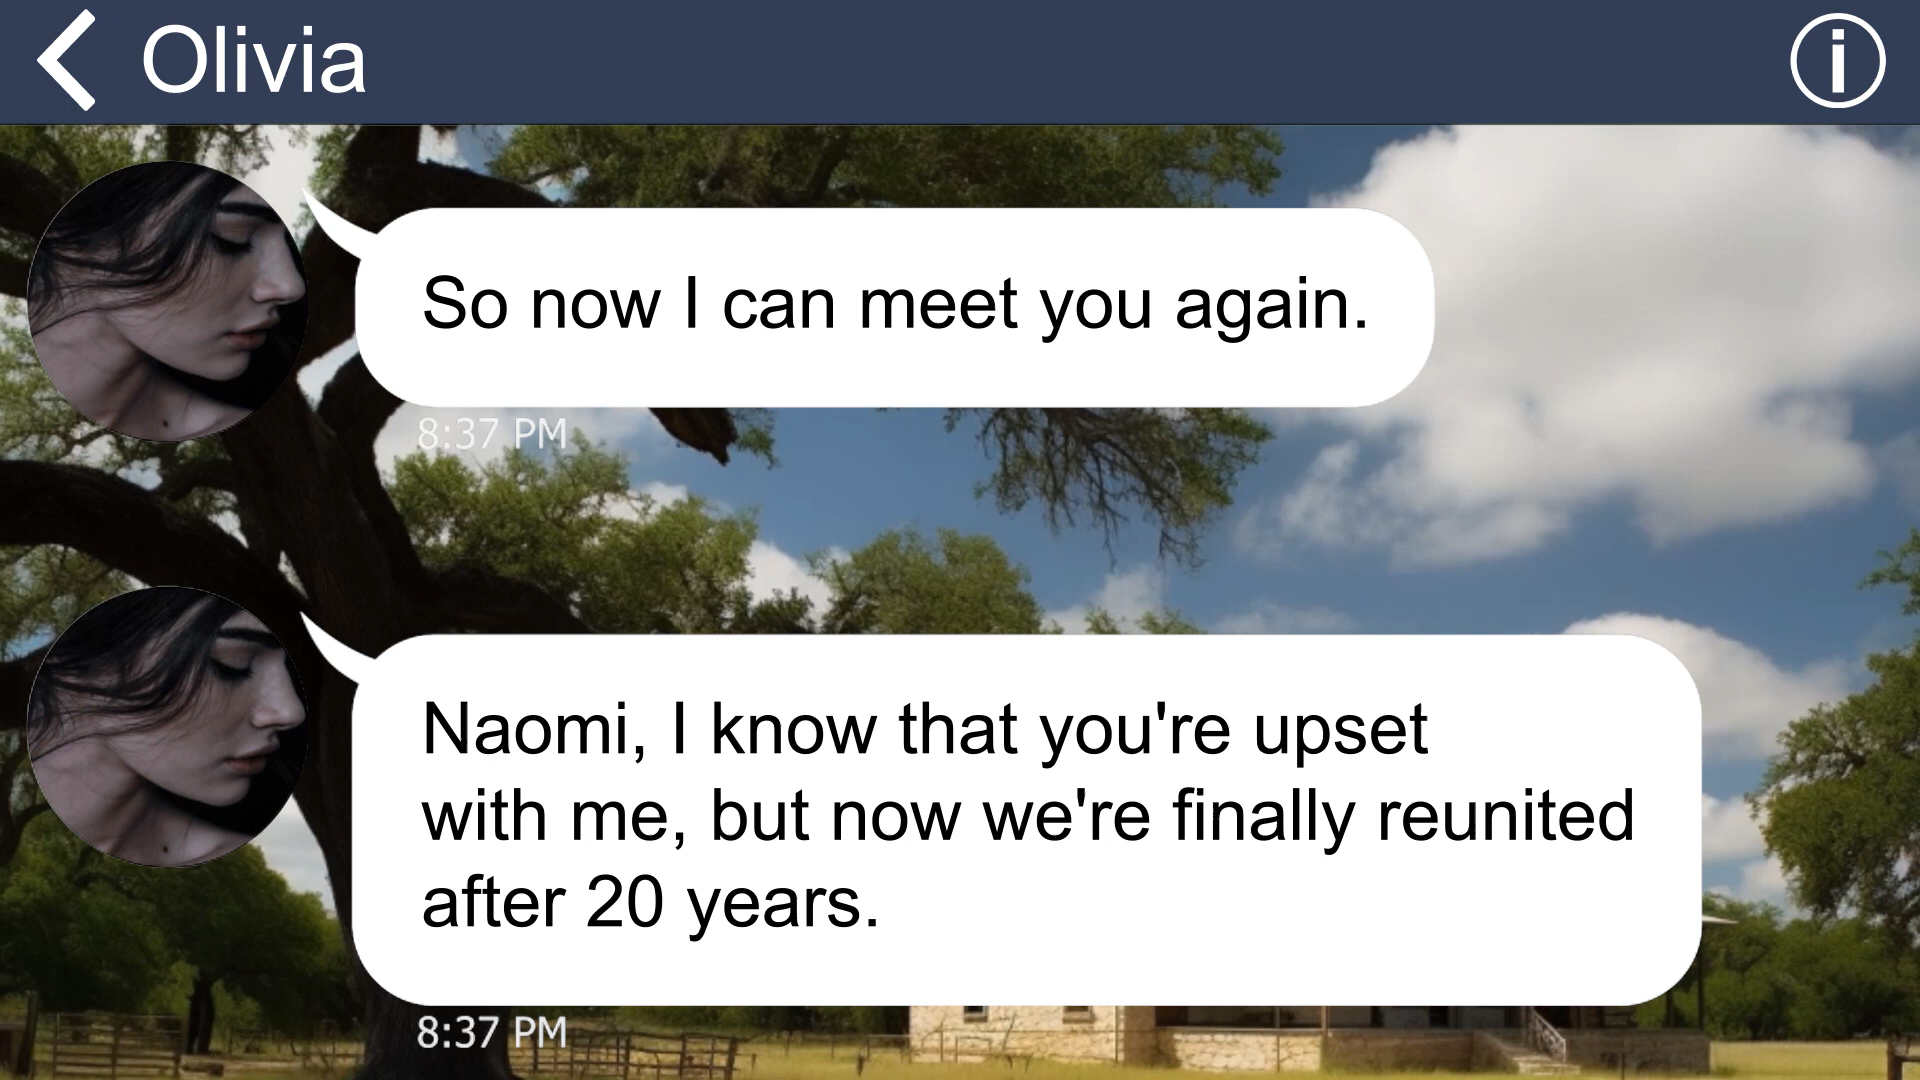 Olivia
So now I can meet you again.
8:37 PM
Naomi, I know that you're upset
with me, but now we're finally reunited
after 20 years.
8:37 PM